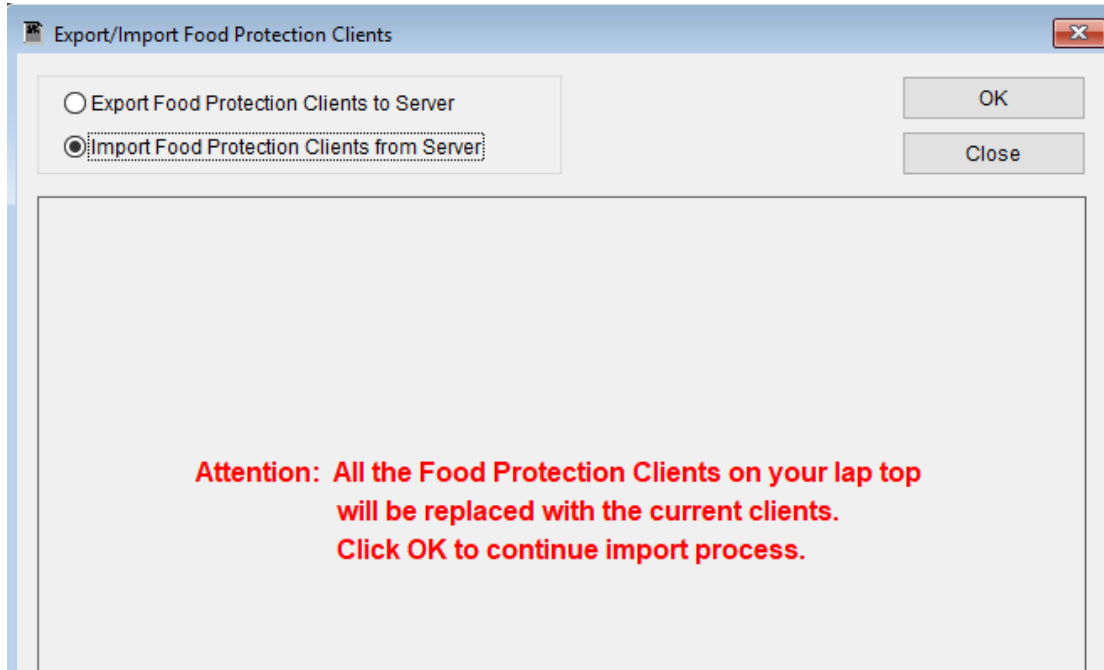 Export/Import Food Protection Clients
Export Food Protection Clients to Server
OK
Import Food Protection Clients from Server
Close
Attention: All the Food Protection Clients on your lap top
will be replaced with the current clients.
Click OK to continue import process.